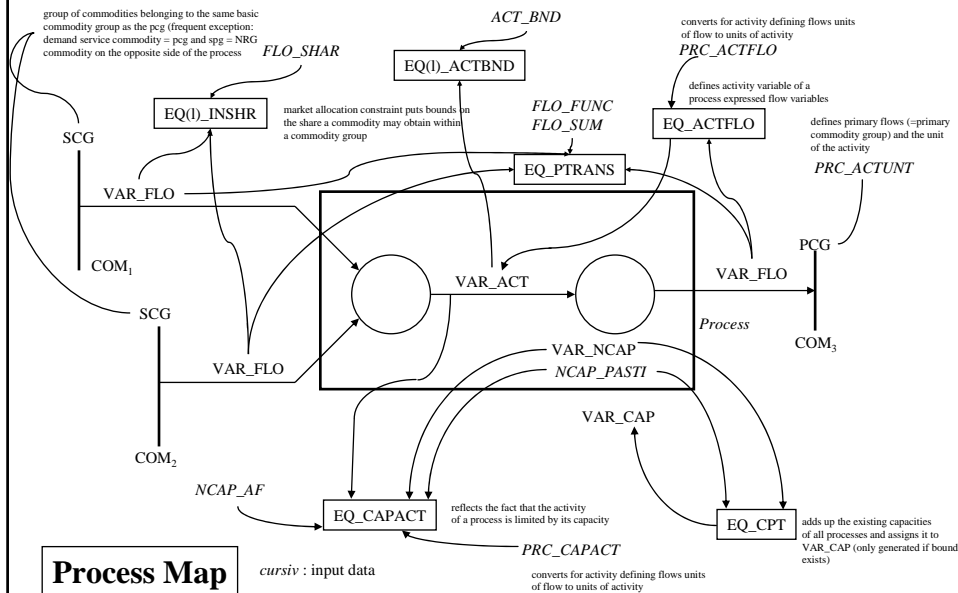 group of commodities belonging to the same basic
commodity group as the pcg (frequent exception:
demand service commodity = pcg and spg = NRG
commodity on the opposite side of the process
FLO_SHAR
ACT_BND
converts for activity defining flows units
of flow to units of activity
PRC_ACTFLO
EQ(l)_ACTBND
defines activity variable of a
process expressed flow variables
EQ(l)_INSHR
market allocation constraint puts bounds on
the share a commodity may obtain within
a commodity group
FLO_FUNC
FLO_SUM
EQ_ACTFLO
defines primary flows (=primary
commodity group) and the unit
of the activity
SCG
EQ_PTRANS
PRC_ACTUNT
VAR_FLO
COM1
VAR_ACT
VAR_FLO
PCG
SCG
Process
COM3
VAR_FLO
VAR_NCAP
NCAP_PASTI
VAR_CAP
COM2
NCAP_AF
EQ_CAPACT
reflects the fact that the activity
of a process is limited by its capacity
EQ_CPT
adds up the existing capacities
of all processes and assigns it to
VAR_CAP (only generated if bound
exists)
PRC_CAPACT
Process Map
cursiv : input data
converts for activity defining flows units
of flow to units of activity